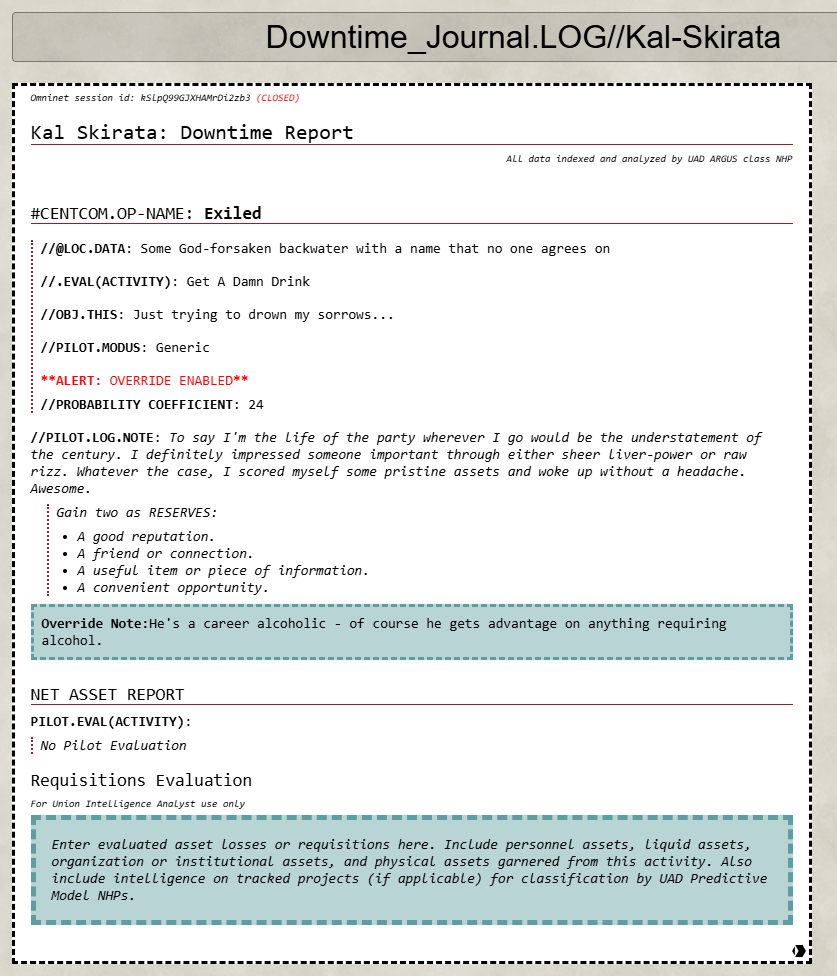 Downtime_Journal.LOG//Kal-Skirata
Omninet session id: kSlpQ99GJXHAMrDi2zb3 (CLOSED)
Kal Skirata: Downtime Report
All data indexed and analyzed by UAD ARGUS class NHP
#CENTCOM.OP-NAME: Exiled
//@LOC.DATA: Some God-forsaken backwater with a name that no one agrees on
//.EVAL(ACTIVITY): Get A Damn Drink
//OBJ.THIS: Just trying to drown my sorrows...
//PILOT.MODUS: Generic
**ALERT: OVERRIDE ENABLED**
//PROBABILITY COEFFICIENT: 24
//PILOT.LOG.NOTE: To say I'm the life of the party wherever I go would be the understatement of
the century. I definitely impressed someone important through either sheer liver-power or raw
rizz. Whatever the case, I scored myself some pristine assets and woke up without a headache.
Awesome.
Gain two as RESERVES:
• A good reputation.
• A friend or connection.
• A useful item or piece of information.
• A convenient opportunity.
Override Note:He's a career alcoholic - of course he gets advantage on anything requiring
alcohol.
NET ASSET REPORT
PILOT.EVAL(ACTIVITY):
No Pilot Evaluation
Requisitions Evaluation
For Union Intelligence Analyst use only
Enter evaluated asset losses or requisitions here. Include personnel assets, liquid assets,
organization or institutional assets, and physical assets garnered from this activity. Also
include intelligence on tracked projects (if applicable) for classification by UAD Predictive
Model NHPs.